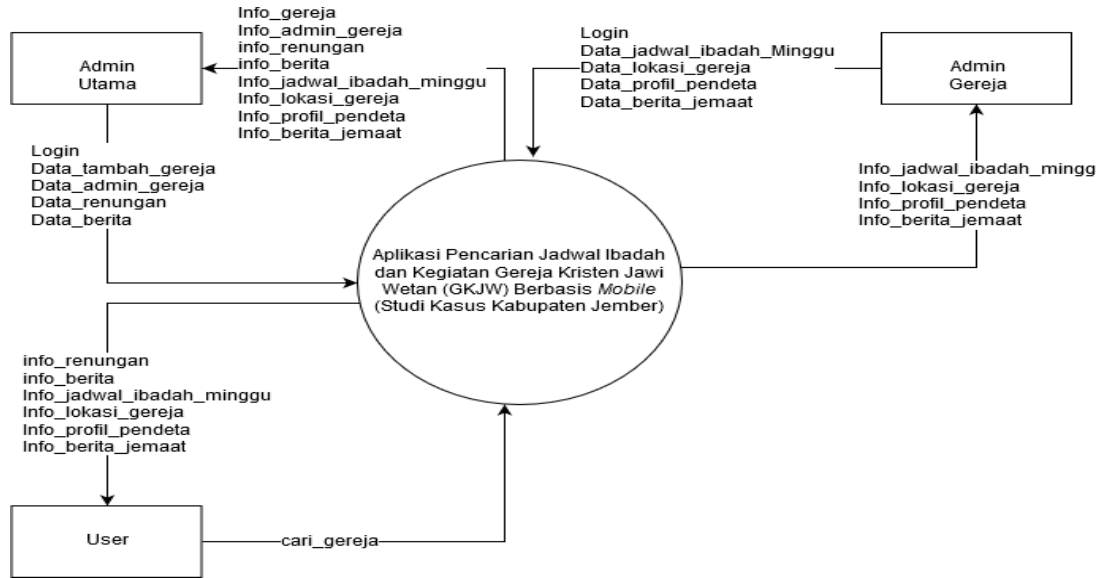 Info_gereja
Info_admin_gereja
info_renungan
info_berita
Info_jadwal_ibadah_minggu
Info_lokasi_gereja
Info_profil_pendeta
Info_berita_jemaat
Admin
Utama
Login
Data_jadwal_ibadah_Minggu
Data_lokasi_gereja
Data_profil_pendeta
Data_berita_jemaat
Admin
Gereja
Login
Data_tambah_gereja
Data_admin_gereja
Data_renungan
Data_berita
Info_jadwal_ibadah_mingg
Info_lokasi_gereja
Info_profil_pendeta
Info_berita_jemaat
Aplikasi Pencarian Jadwal Ibadah
dan Kegiatan Gereja Kristen Jawi
Wetan (GKJW) Berbasis Mobile
(Studi Kasus Kabupaten Jember)
info_renungan
info_berita
Info_jadwal_ibadah_minggu
Info_lokasi_gereja
Info_profil_pendeta
Info_berita_jemaat
User
cari_gereja